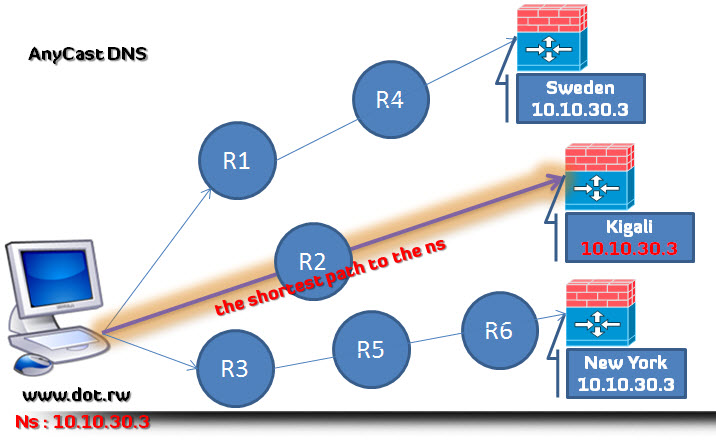 AnyCast DNS
R4
Sweden
10.10.30.3
R1
Kigali
10.10.30.3
R2
the shortest path to the ns
R6
R5
R3
New York
10.10.30.3
www.dot.rw
Ns : 10.10.30.3